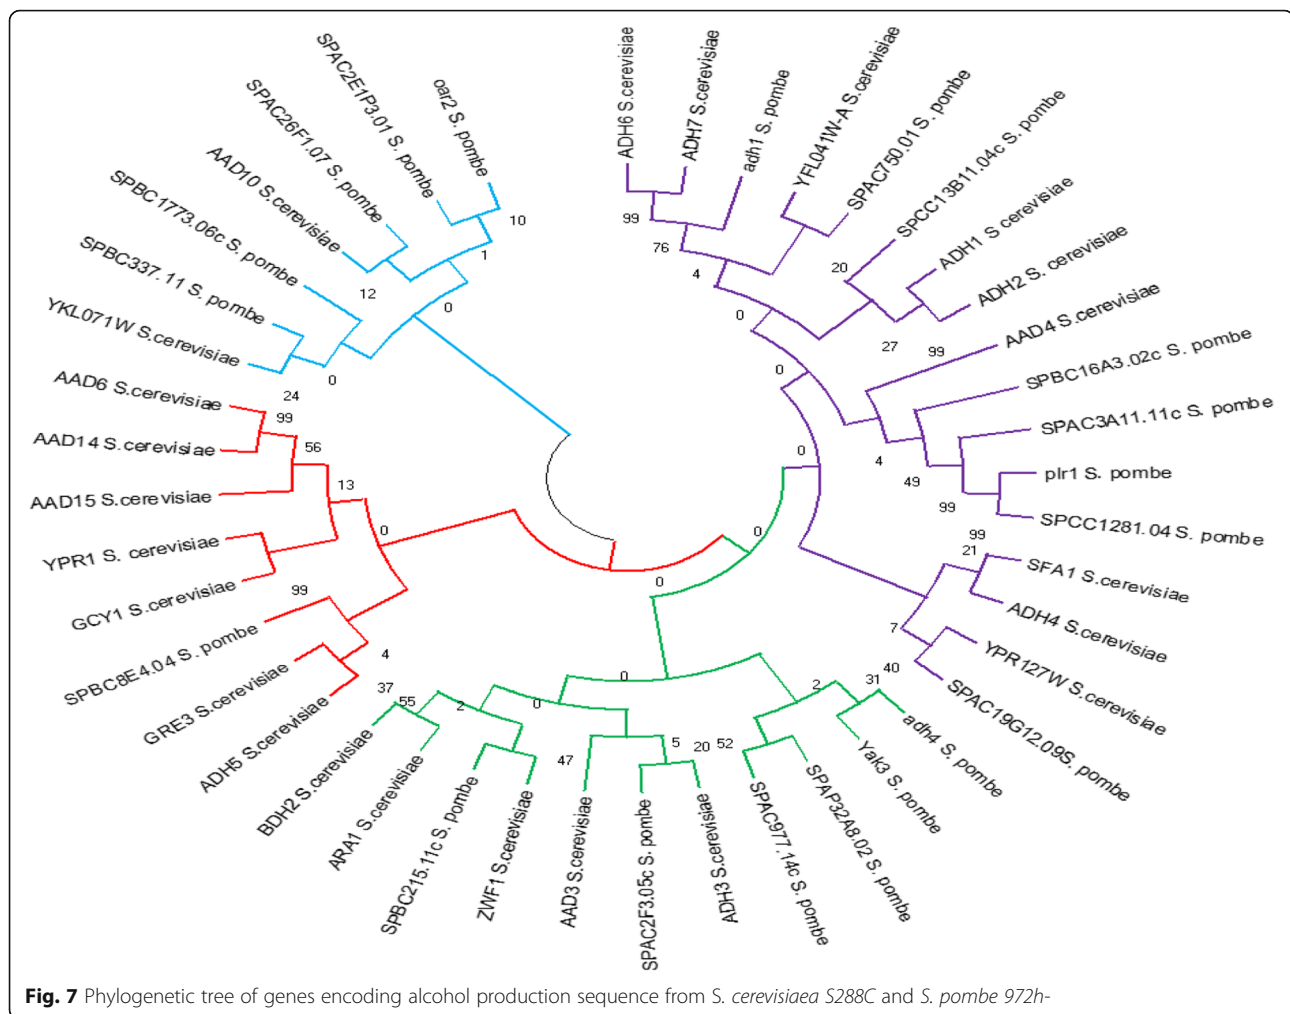 ADH6 S.cerevisiae
ADH7 S.cerevisiae
adh1 S. pombe
YFL041W-A S.cerevisiae
SPAC750.01 S. pombe
SPCC13B11.04c S. pombe
ADH1 S cerevisiae
ADH2 S. cerevisiae
AAD4 S.cerevisiae
SPBC16A3.02c S. pombe
SPAC3A11.11c S. pombe
plr1 S. pombe
SPCC1281.04 S. pombe
SFA1 S.cerevisiae
ADH4 S.cerevisiae
YPR127W S.cerevisiae
SPAC19G12.09S. pombe
adh4 S. pombe
Yak3 S. pombe
SPAP32A8.02 S. pombe
SPAC977.14c S. pombe
ADH3 S.cerevisiae
SPAC2F3.05c S. pombe
AAD3 S.cerevisiae
ZWF1 S.cerevisiae
SPBC215.11c S. pombe
ARA1 S.cerevisiae
BDH2 S.cerevisiae
ADH5 S.cerevisiae
GRE3 S.cerevisiae
SPBC8E4.04 S. pombe
GCY1 S.cerevisiae
YPR1 S. cerevisiae
AAD15 S.cerevisiae
AAD14 S.cerevisiae
AAD6 S.cerevisiae
YKL071W S.cerevisiae
SPBC337.11 S. pombe
SPBC1773.06c S. pombe
AAD10 S.cerevisiae
SPAC26F1.07 S. pombe
SPAC2E1P3.01 S. pombe
oar2 S. pombe
99
76
4
0
20
27
99
0
4
49
99
99
21
0
7
40
31
2
52
20
5
47
0
0
2
55
37
4
99
0
13
56
99
24
0
12
0
1
10
0
0
Fig. 7 Phylogenetic tree of genes encoding alcohol production sequence from S. cerevisiaea S288C and S. pombe 972h-